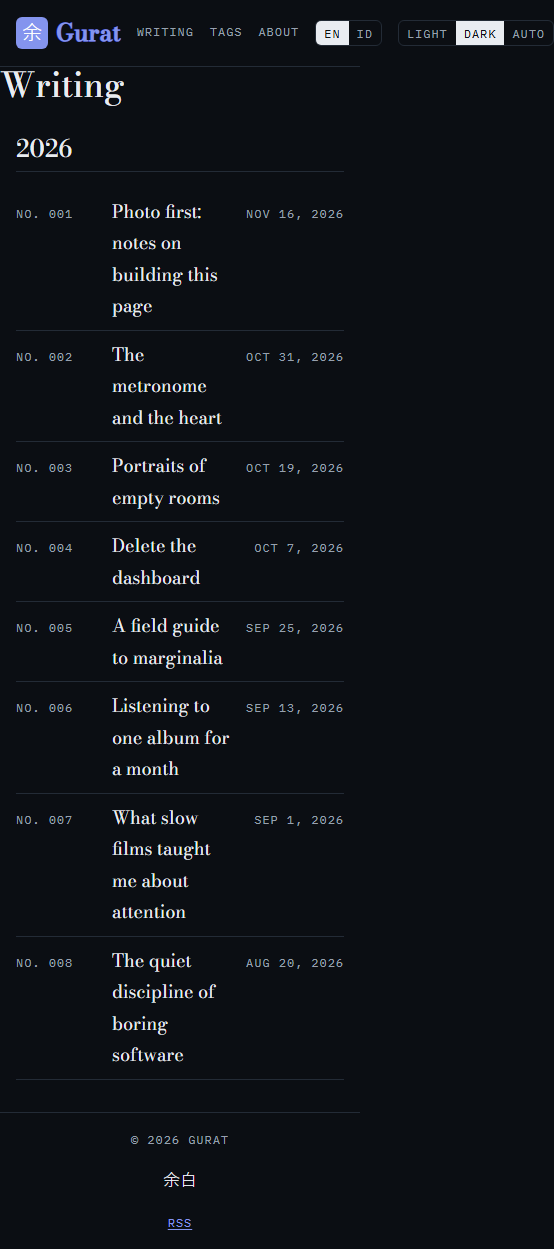 余 Gurat WRITING TAGS ABOUT EN ID LIGHT DARK AUTO
Writing
2026
NO. 001 Photo first: NOV 16, 2026
notes on
building this
page
NO. 002 The OCT 31, 2026
metronome
and the heart
NO. 003 Portraits of OCT 19, 2026
empty rooms
NO. 004 Delete the OCT 7, 2026
dashboard
NO. 005 A field guide SEP 25, 2026
to marginalia
NO. 006 Listening to SEP 13, 2026
one album for
a month
NO. 007 What slow SEP 1, 2026
films taught
me about
attention
NO. 008 The quiet AUG 20, 2026
discipline of
boring
software
© 2026 GURAT
余白
RSS